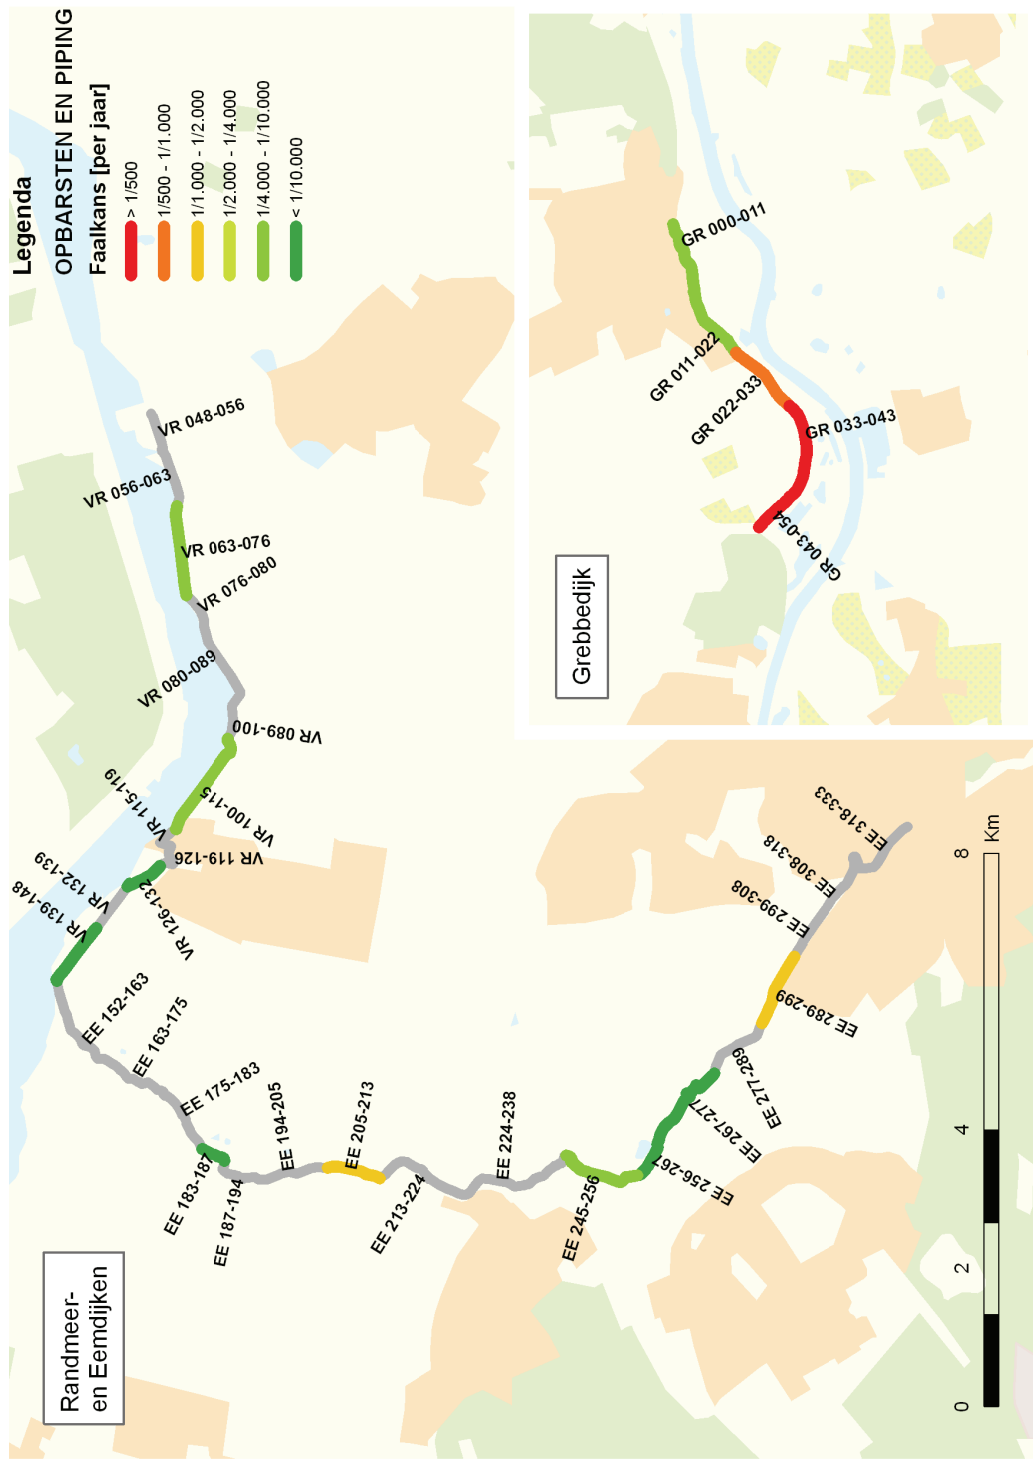 Legenda
OPBARSTEN EN PIPING
Faalkans [per jaar]
> 1/500
1/500 - 1/1.000
1/1.000 - 1/2.000
1/2.000 - 1/4.000
1/4.000 - 1/10.000
< 1/10.000
Randmeer-
en Eemdijken
VR 048-056
VR 056-063
VR 063-076
VR 076-080
VR 080-089
VR 089-100
VR 100-115
VR 115-119
VR 119-126
VR 126-132
VR 132-139
VR 139-148
EE 152-163
EE 163-175
EE 175-183
EE 183-187
EE 187-194
EE 194-205
EE 205-213
EE 213-224
EE 224-238
EE 245-256
EE 256-267
EE 267-277
EE 277-289
EE 289-299
EE 299-308
EE 308-318
EE 318-333
0
2
4
8
Km
Grebbedijk
GR 000-011
GR 011-022
GR 022-033
GR 033-043
GR 043-054